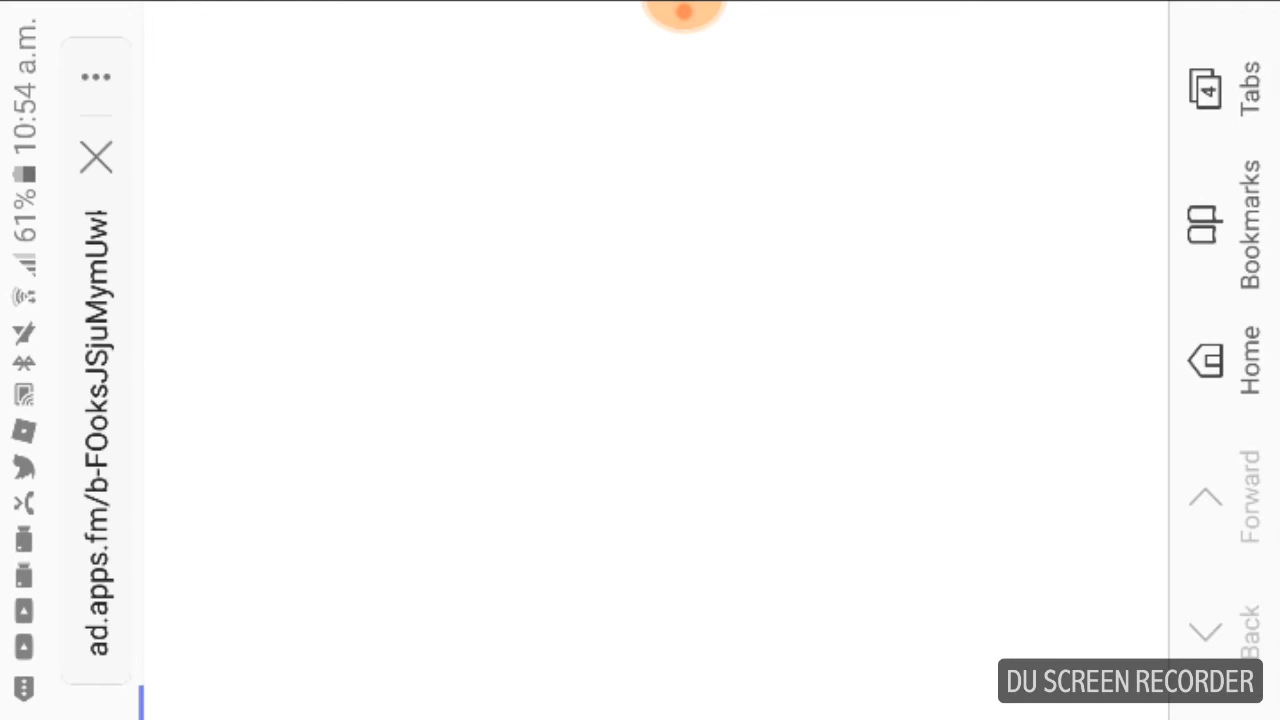 61% 10:54 a.m.
ad.apps.fm/b-FOoksJSjuMymUwl
Back
Forward
Home
Bookmarks
4
Tabs
DU SCREEN RECORDER